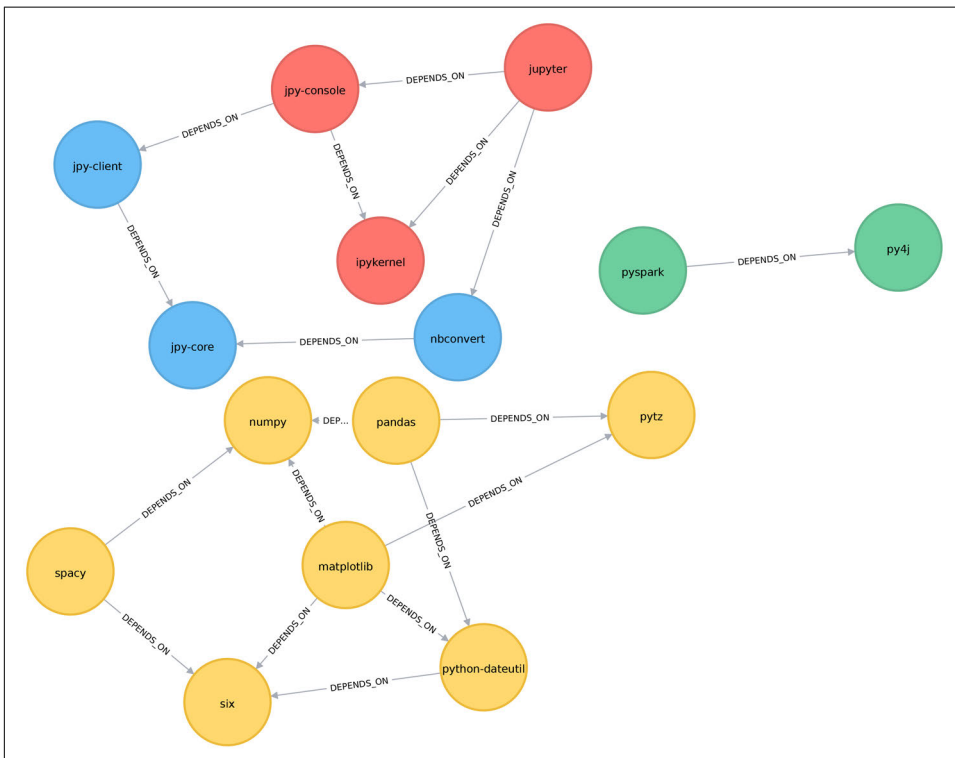 jupyter
DEPENDS_ON
jpy-console
DEPENDS_ON
jpy-client
DEPENDS_ON
DEPENDS_ON
DEPENDS_ON
DEPENDS_ON
ipykernel
py4j
DEPENDS_ON
pyspark
nbconvert
DEPENDS_ON
jpy-core
numpy
DEP...
pandas
DEPENDS_ON
pytz
DEPENDS_ON
DEPENDS_ON
DEPENDS_ON
DEPENDS_ON
spacy
matplotlib
DEPENDS_ON
DEPENDS_ON
DEPENDS_ON
python-dateutil
DEPENDS_ON
six